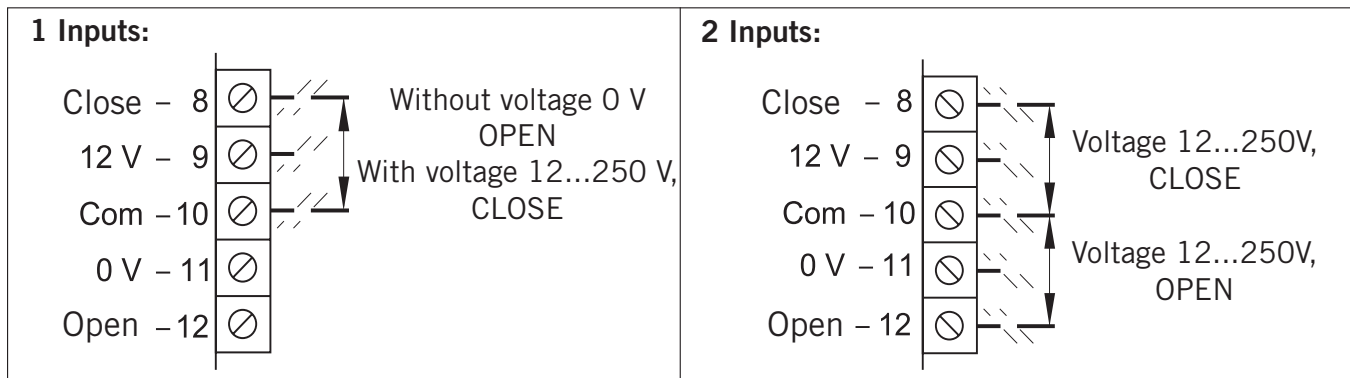 1 Inputs:
Close – 8
12 V – 9
Com – 10
0 V – 11
Open – 12
Without voltage 0 V
OPEN
With voltage 12...250 V,
CLOSE
2 Inputs:
Close – 8
12 V – 9
Com – 10
0 V – 11
Open – 12
Voltage 12...250V,
CLOSE
Voltage 12...250V,
OPEN